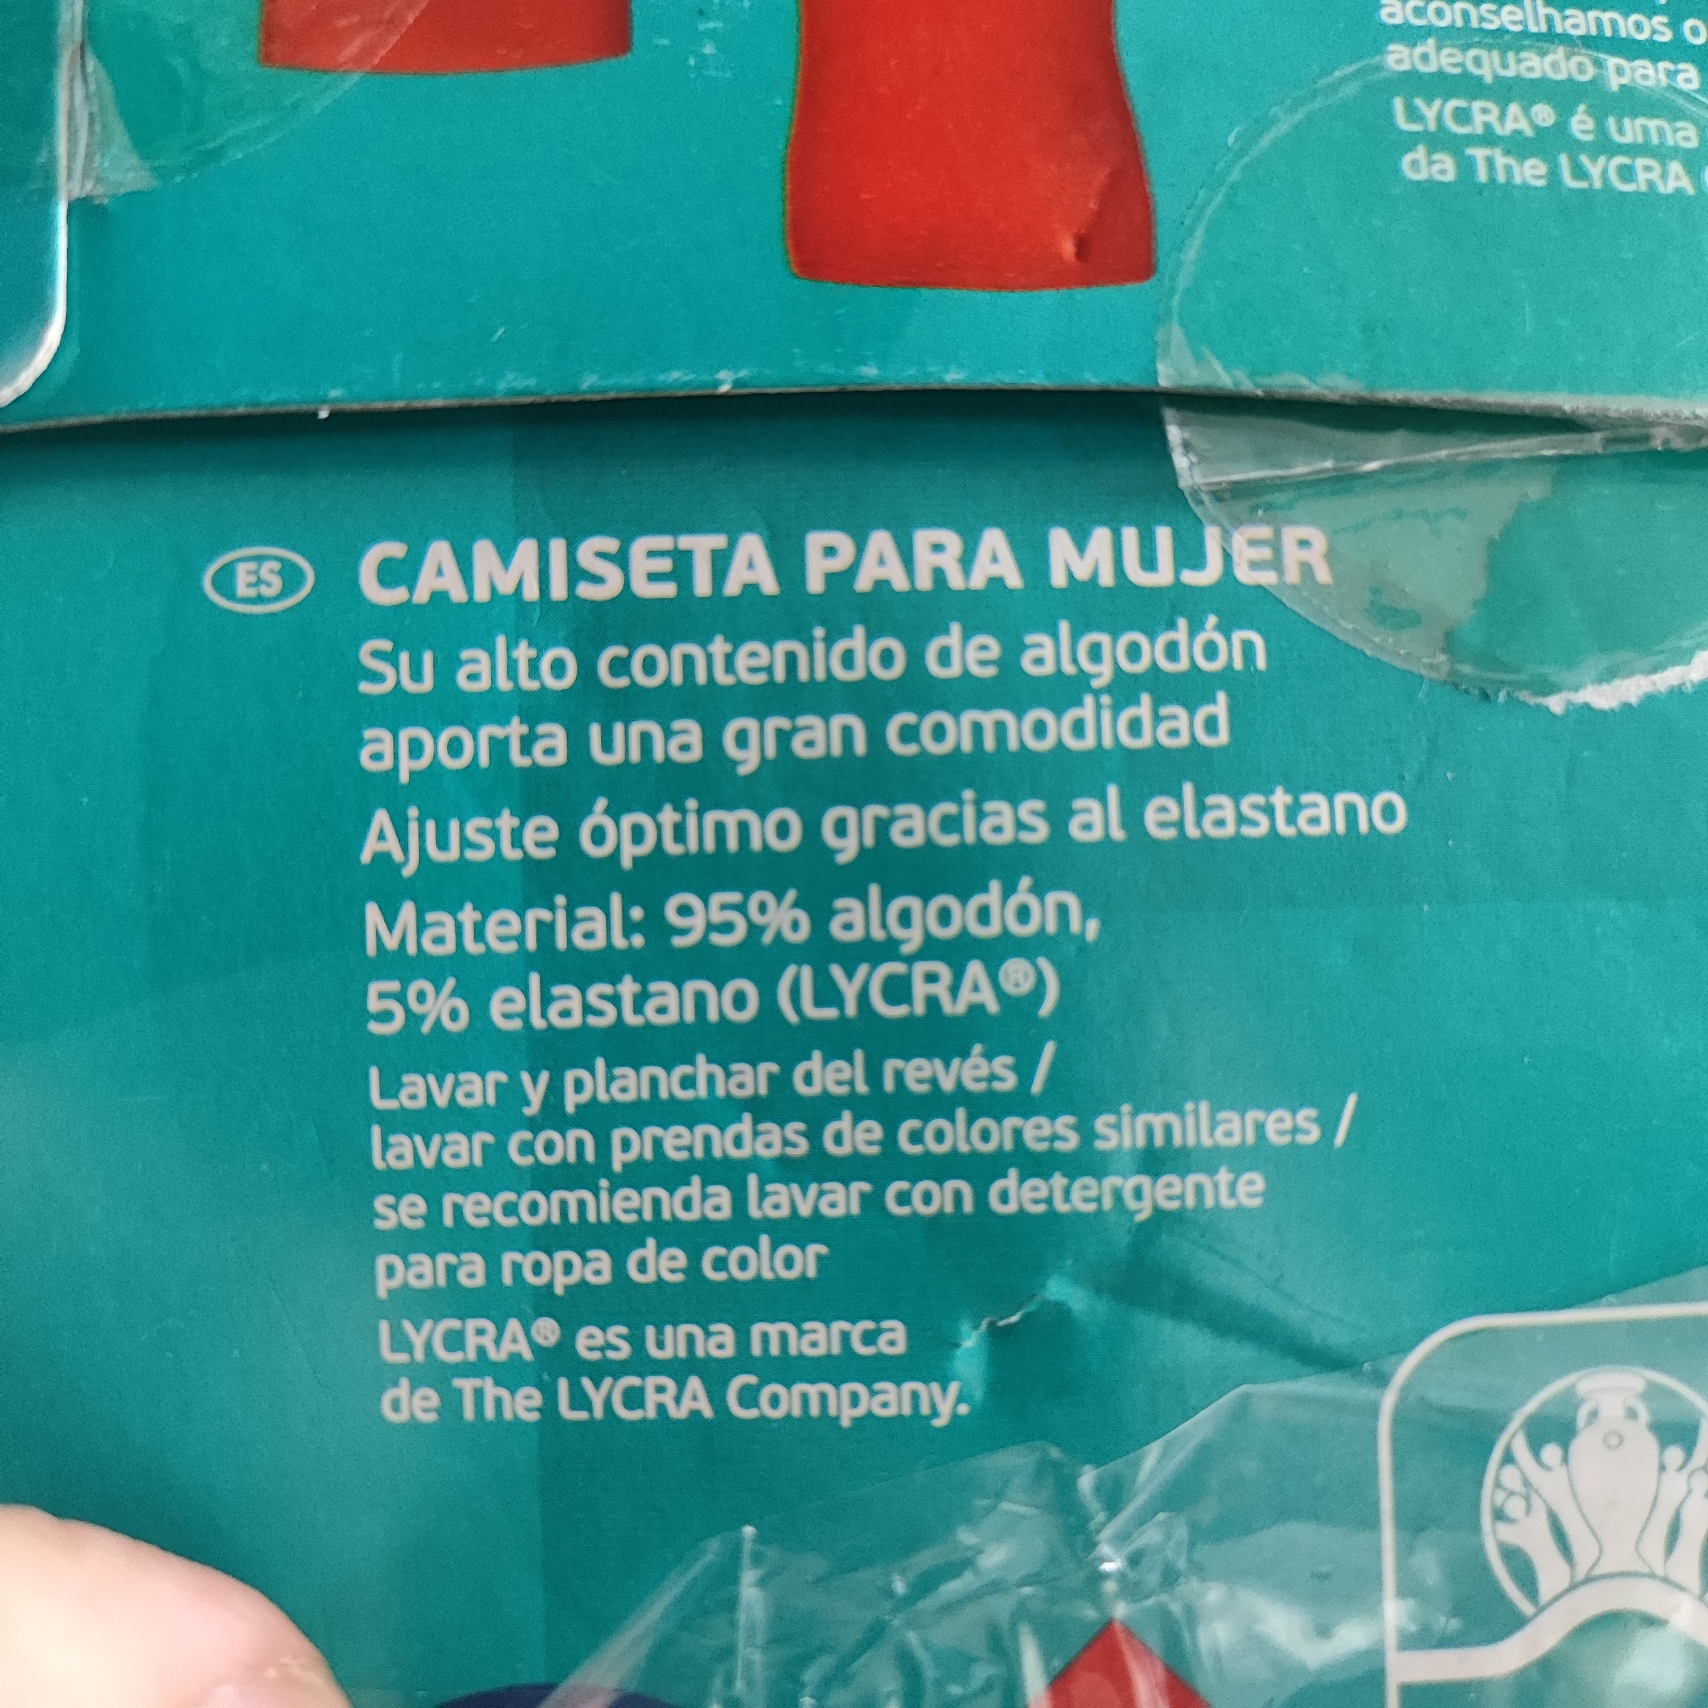 aconselhamos o
adequado para
LYCRA® é uma
da The LYCRA
ES CAMISETA PARA MUJER
Su alto contenido de algodón
aporta una gran comodidad
Ajuste óptimo gracias al elastano
Material: 95% algodón,
5% elastano (LYCRA®)
Lavar y planchar del revés /
lavar con prendas de colores similares /
se recomienda lavar con detergente
para ropa de color
LYCRA® es una marca
de The LYCRA Company.